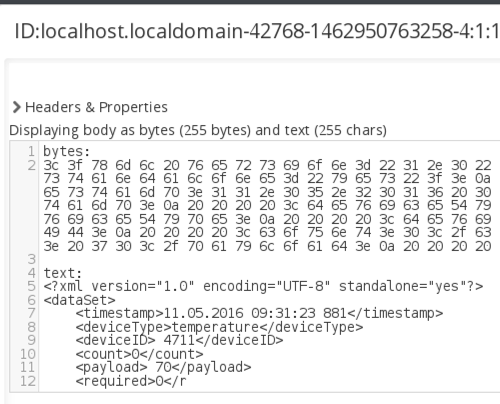 ID:localhost.localdomain-42768-1462950763258-4:1:1
Headers & Properties
Displaying body as bytes (255 bytes) and text (255 chars)
1 bytes:
2 3c 3f 78 6d 6c 20 76 65 72 73 69 6f 6e 3d 22 31 2e 30 22
73 74 61 6e 64 61 6c 6f 6e 65 3d 22 79 65 73 22 3f 3e 0a
65 73 74 61 6d 70 3e 31 31 2e 30 35 2e 32 30 31 36 20 30
74 61 6d 70 3e 0a 20 20 20 20 3c 64 65 76 69 63 65 54 79
76 69 63 65 54 79 70 65 3e 0a 20 20 20 20 3c 64 65 76 69
49 44 3e 0a 20 20 20 20 3c 63 6f 75 6e 74 3e 30 3c 2f 63
3e 20 37 30 3c 2f 70 61 79 6c 6f 61 64 3e 0a 20 20 20 20
3
4 text:
5 <?xml version="1.0" encoding="UTF-8" standalone="yes"?>
6 <dataSet>
7 <timestamp>11.05.2016 09:31:23 881</timestamp>
8 <deviceType>temperature</deviceType>
9 <deviceID> 4711</deviceID>
10 <count>0</count>
11 <payload> 70</payload>
12 <required>0</r